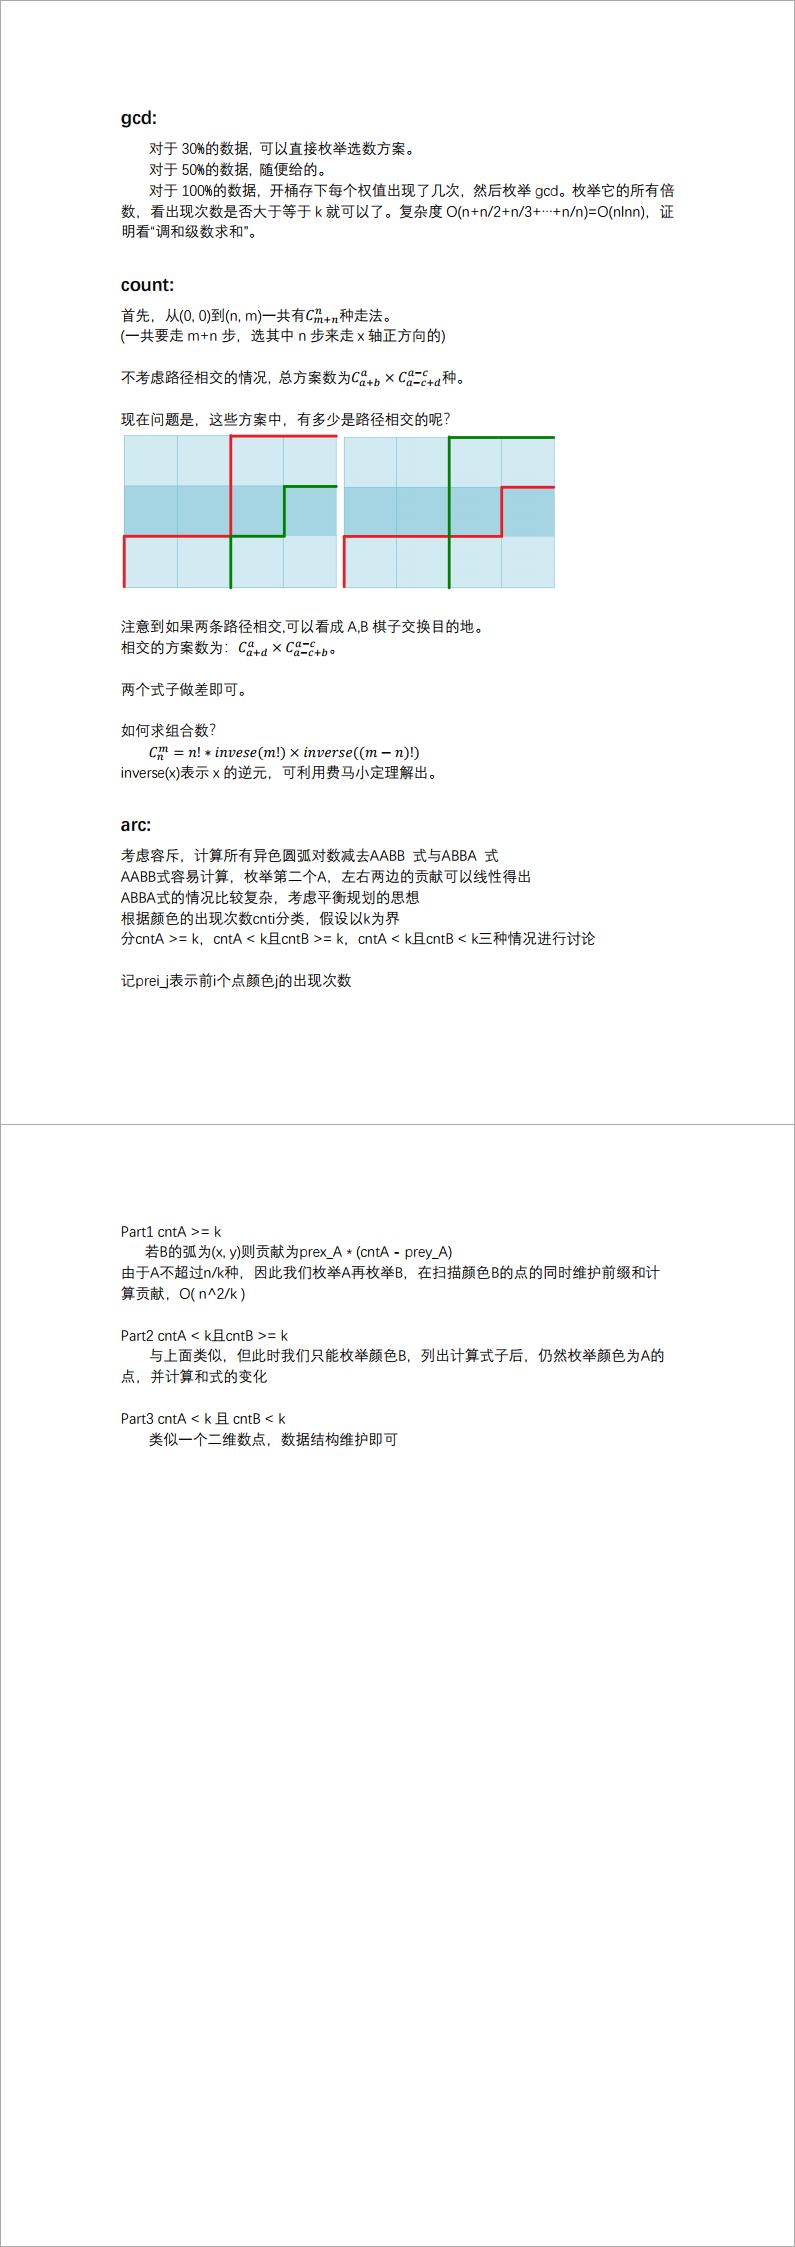 gcd:
对于 30%的数据, 可以直接枚举选数方案。
对于 50%的数据, 随便给的。
对于 100%的数据，开桶存下每个权值出现了几次，然后枚举 gcd。枚举它的所有倍
数，看出现次数是否大于等于 k 就可以了。复杂度 O(n+n/2+n/3+…+n/n)=O(nlnn)，证
明看“调和级数求和”。
count:
首先，从(0, 0)到(n, m)一共有$C_{m+n}^{n}$种走法。
(一共要走 m+n 步，选其中 n 步来走 x 轴正方向的)
不考虑路径相交的情况, 总方案数为$C_{a+b}^{a} \times C_{a-c+d}^{a-c}$种。
现在问题是，这些方案中，有多少是路径相交的呢？
注意到如果两条路径相交,可以看成 A,B 棋子交换目的地。
相交的方案数为：$C_{a+d}^{a} \times C_{a-c+b}^{a-c}$。
两个式子做差即可。
如何求组合数？
$C_{n}^{m} = n! * invese(m!) \times inverse((m - n)!)$
inverse(x)表示 x 的逆元，可利用费马小定理解出。
arc:
考虑容斥，计算所有异色圆弧对数减去AABB 式与ABBA 式
AABB式容易计算，枚举第二个A，左右两边的贡献可以线性得出
ABBA式的情况比较复杂，考虑平衡规划的思想
根据颜色的出现次数cnti分类，假设以k为界
分cntA >= k，cntA < k且cntB >= k，cntA < k且cntB < k三种情况进行讨论
记prei_j表示前i个点颜色j的出现次数
Part1 cntA >= k
若B的弧为(x, y)则贡献为prex_A * (cntA - prey_A)
由于A不超过n/k种，因此我们枚举A再枚举B，在扫描颜色B的点的同时维护前缀和计
算贡献，O( n^2/k )
Part2 cntA < k且cntB >= k
与上面类似，但此时我们只能枚举颜色B，列出计算式子后，仍然枚举颜色为A的
点，并计算和式的变化
Part3 cntA < k 且 cntB < k
类似一个二维数点，数据结构维护即可